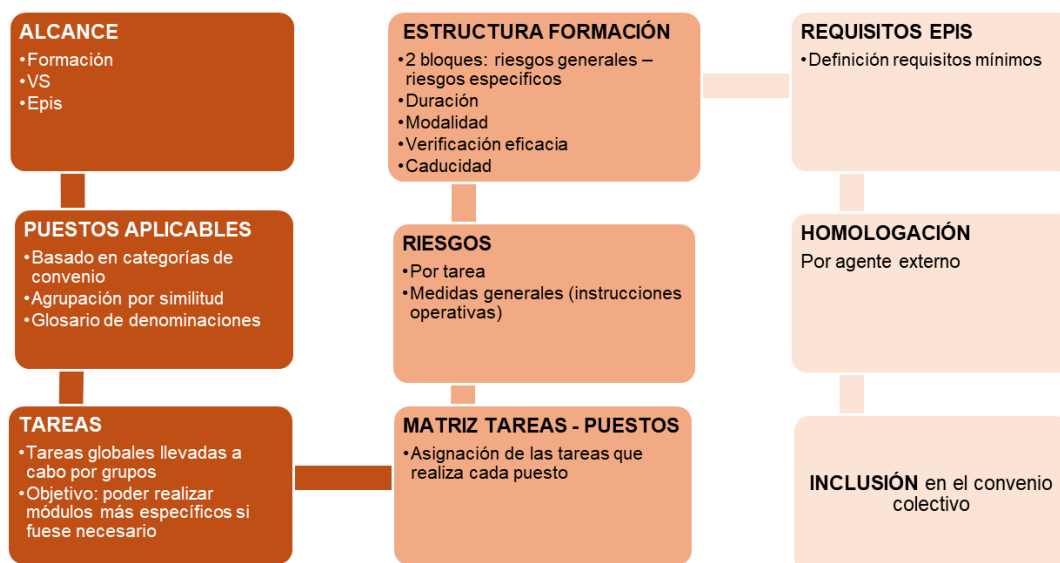 ALCANCE
•Formación
•VS
•Epis
PUESTOS APLICABLES
•Basado en categorías de
convenio
•Agrupación por similitud
•Glosario de denominaciones
TAREAS
•Tareas globales llevadas a
cabo por grupos
•Objetivo: poder realizar
módulos más específicos si
fuese necesario
MATRIZ TAREAS - PUESTOS
•Asignación de las tareas que
realiza cada puesto
RIESGOS
•Por tarea
•Medidas generales (instrucciones
operativas)
ESTRUCTURA FORMACIÓN
•2 bloques: riesgos generales –
riesgos especificos
•Duración
•Modalidad
•Verificación eficacia
•Caducidad
REQUISITOS EPIS
•Definición requisitos mínimos
HOMOLOGACIÓN
Por agente externo
INCLUSIÓN en el convenio
colectivo